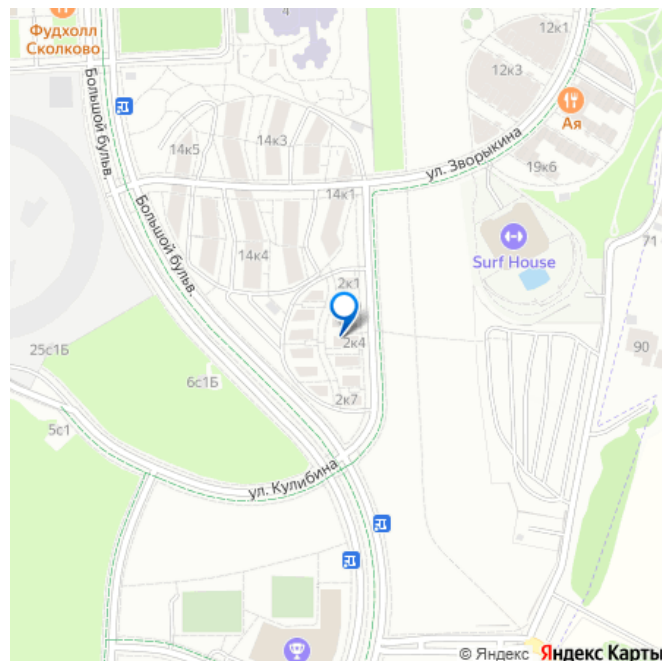 Фудхолл
Сколково
4
12к1
12к3
Ая
Большой бульв.
14к3
14к5
ул. Зворыкина
19к6
14к1
Большой бульв.
14к4
Surf House
71
2к1
2к4
25с1Б
90
6с1Б
2к7
5с1
ул. Кулибина
© Яндекс Яндекс Карты